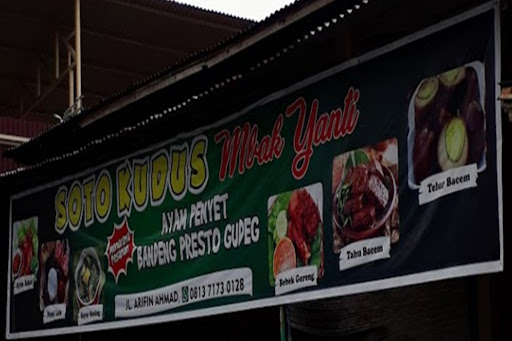 SOTO KUDUS Mbak Yanti
AYAM PENYET
BANDENG PRESTO GUDEG
JL. ARIFIN AHMAD, 0813 7173 0128
Bebek Goreng
Tahu Bacem
Telur Bacem